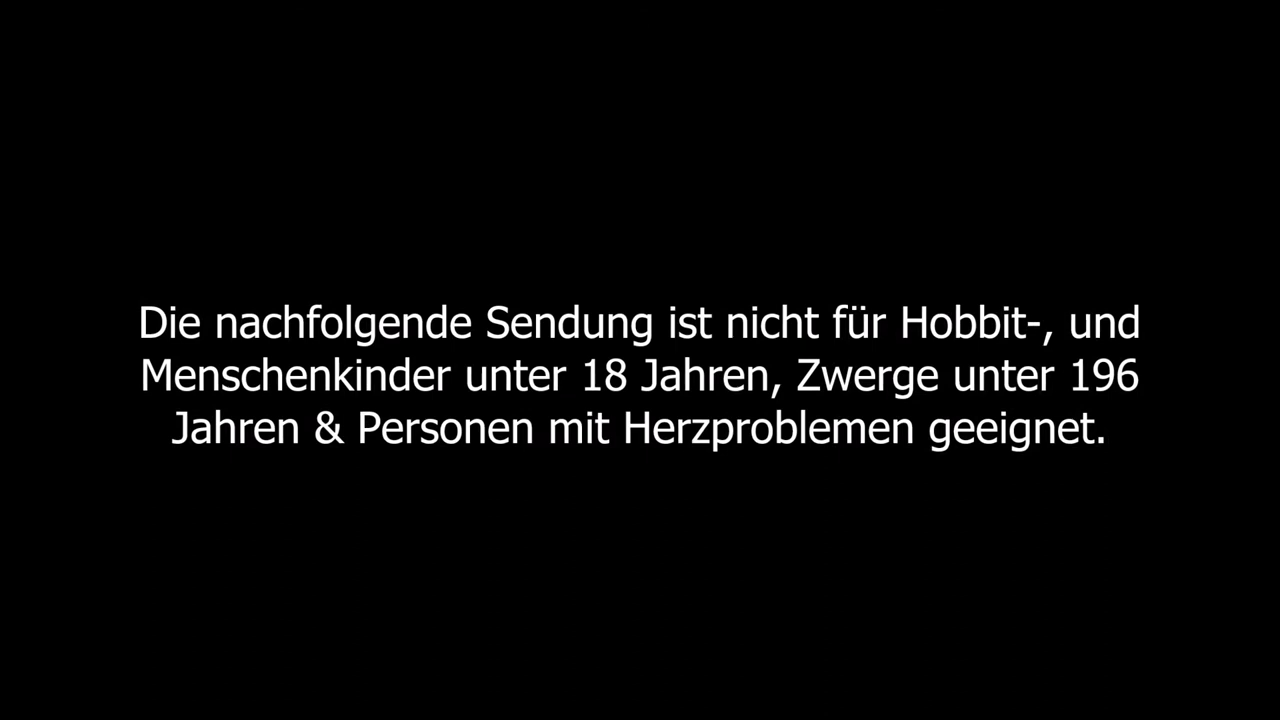 Die nachfolgende Sendung ist nicht für Hobbit-, und
Menschenkinder unter 18 Jahren, Zwerge unter 196
Jahren & Personen mit Herzproblemen geeignet.